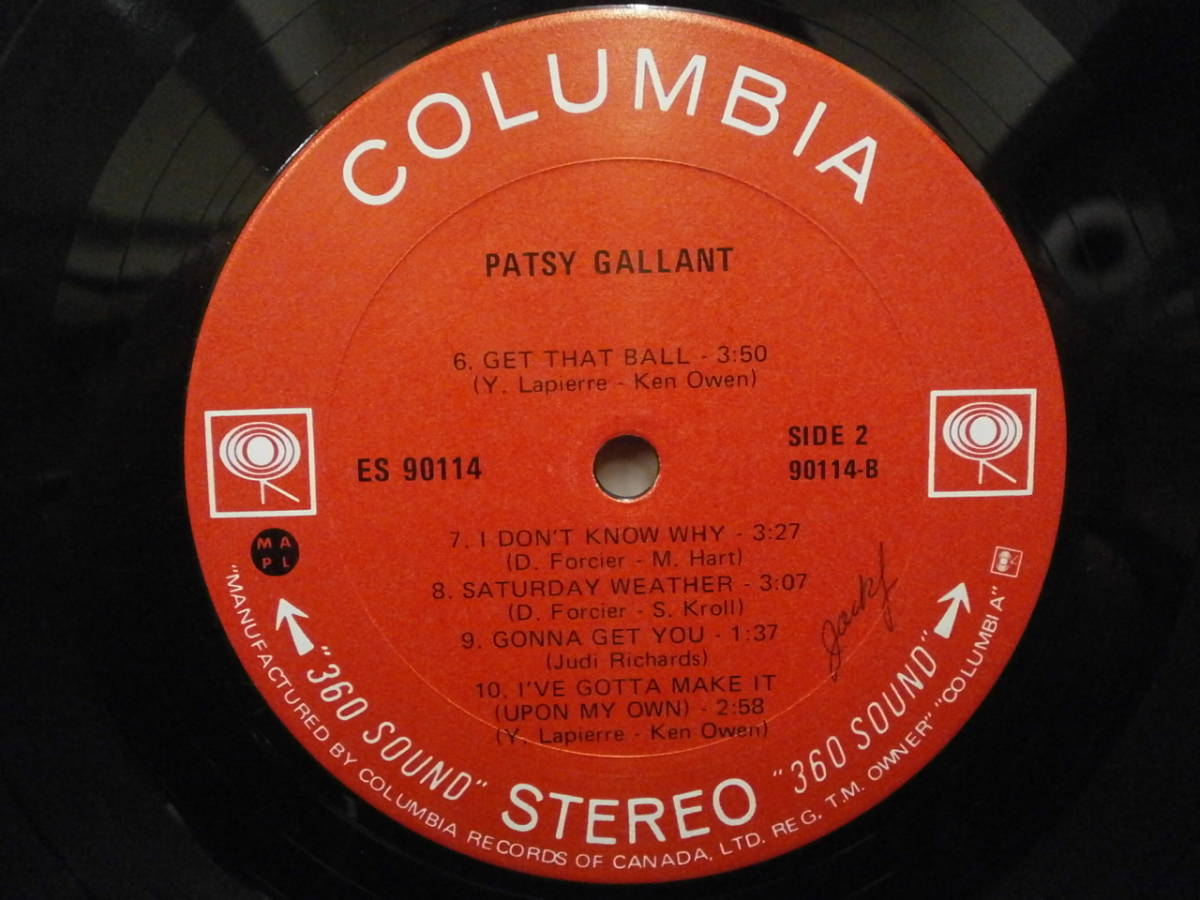 COLUMBIA
PATSY GALLANT
6. GET THAT BALL - 3:50
(Y. Lapierre - Ken Owen)
ES 90114
SIDE 2
90114-B
7. I DON'T KNOW WHY - 3:27
(D. Forcier - M. Hart)
8. SATURDAY WEATHER - 3:07
(D. Forcier - S. Kroll)
9. GONNA GET YOU - 1:37
(Judi Richards)
10. I'VE GOTTA MAKE IT
(UPON MY OWN) - 2:58
(Y. Lapierre - Ken Owen)
MA
PL
"360 SOUND" STEREO "360 SOUND"
"MANUFACTURED BY COLUMBIA RECORDS OF CANADA, LTD. REG. T.M. OWNER" "COLUMBIA"